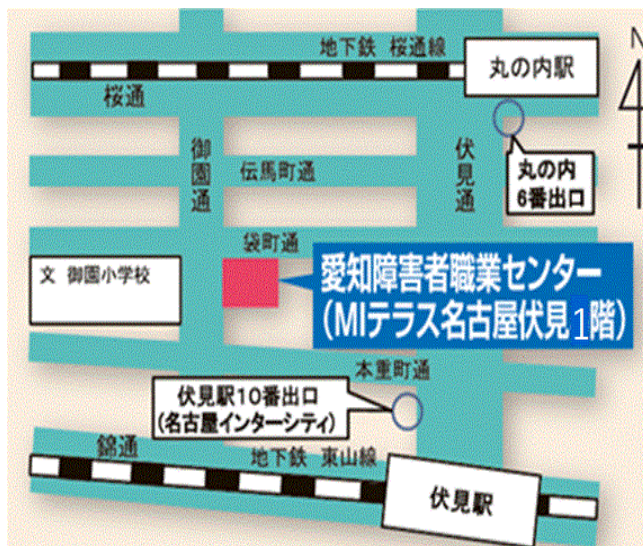 地下鉄 桜通線
N
丸の内駅
桜通
御園通
伝馬町通
伏見通
丸の内
6番出口
袋町通
文 御園小学校
愛知障害者職業センター
(MIテラス名古屋伏見1階)
本重町通
伏見駅10番出口
(名古屋インターシティ)
錦通
地下鉄 東山線
伏見駅